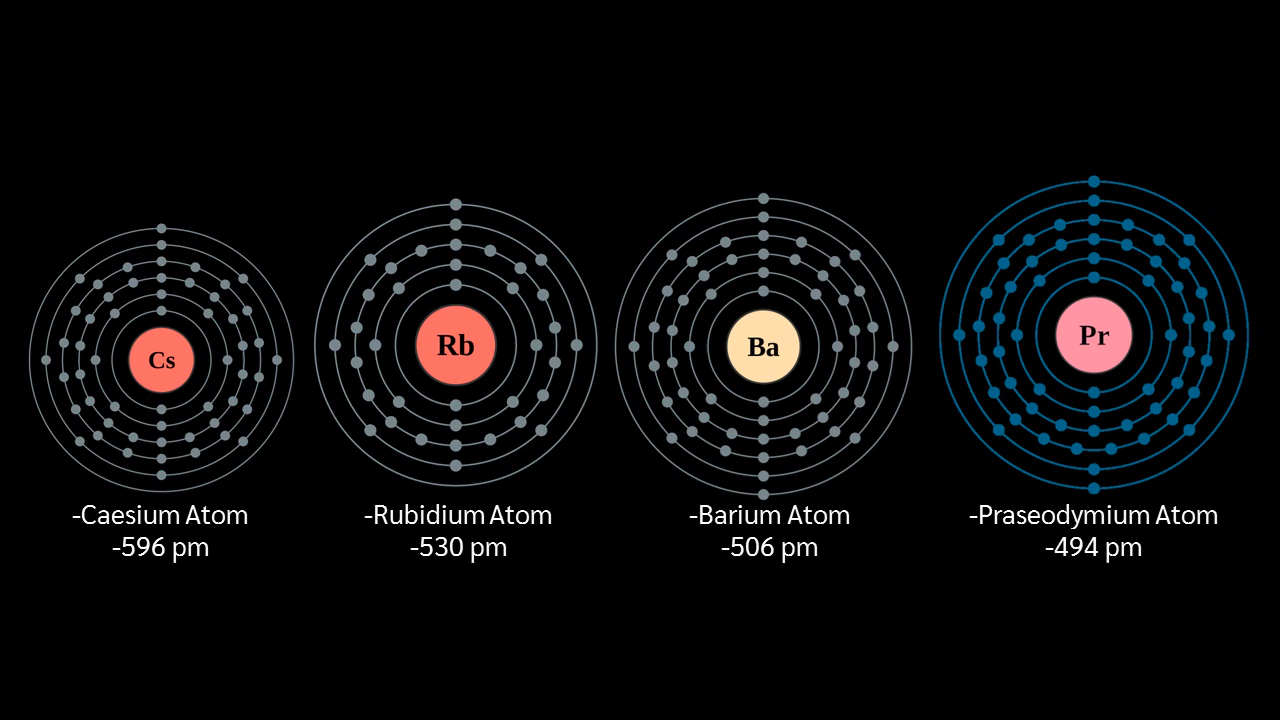 Cs
Rb
Ba
Pr
-Caesium Atom
-596 pm
-Rubidium Atom
-530 pm
-Barium Atom
-506 pm
-Praseodymium Atom
-494 pm